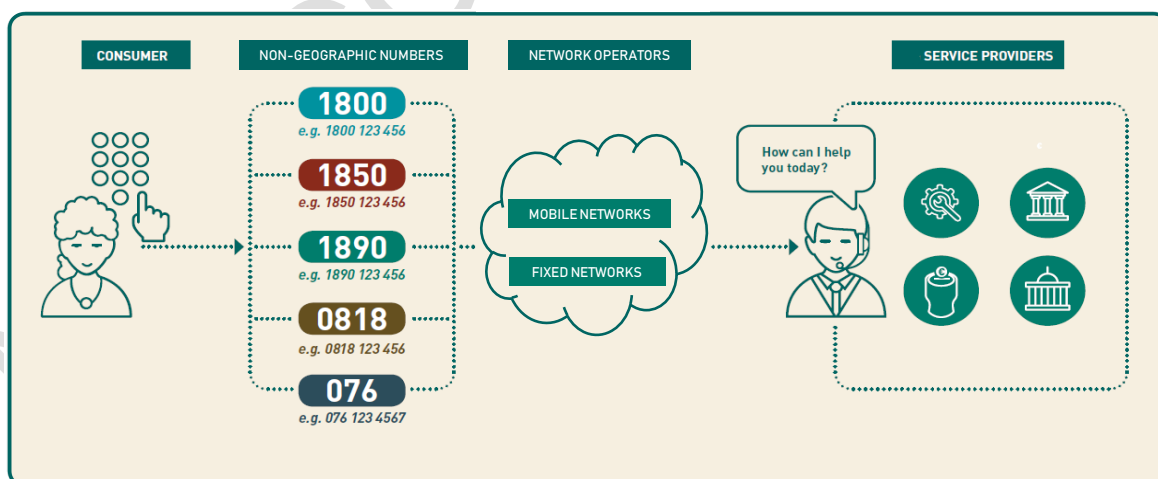 CONSUMER
NON-GEOGRAPHIC NUMBERS
NETWORK OPERATORS
SERVICE PROVIDERS
1800
e.g. 1800 123 456
1850
e.g. 1850 123 456
1890
e.g. 1890 123 456
0818
e.g. 0818 123 456
076
e.g. 076 123 4567
MOBILE NETWORKS
FIXED NETWORKS
How can I help
you today?
€
€